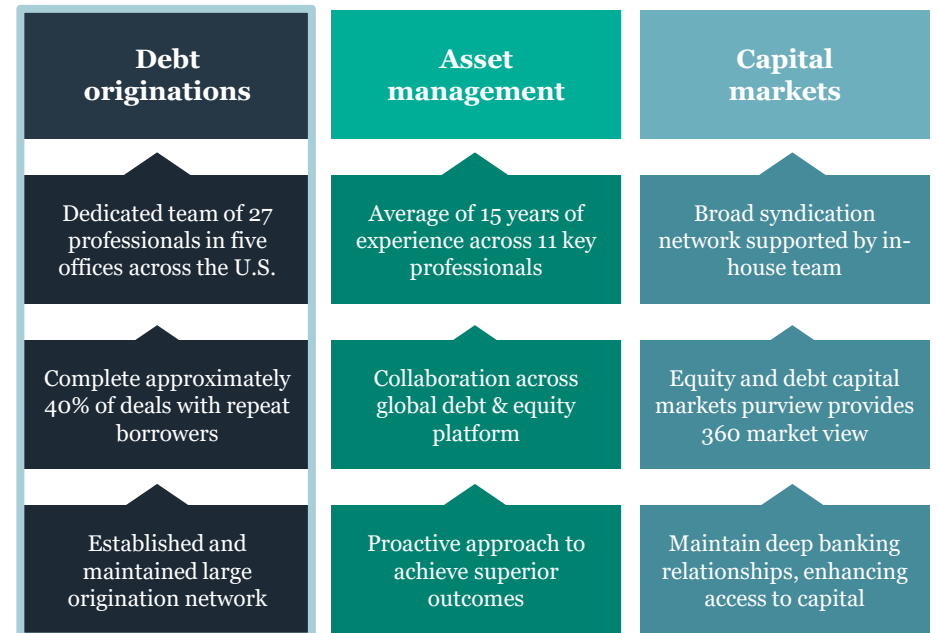 Debt
originations
Asset
management
Capital
markets
Dedicated team of 27
professionals in five
offices across the U.S.
Average of 15 years of
experience across 11 key
professionals
Broad syndication
network supported by in-
house team
Complete approximately
40% of deals with repeat
borrowers
Collaboration across
global debt & equity
platform
Equity and debt capital
markets purview provides
360 market view
Established and
maintained large
origination network
Proactive approach to
achieve superior
outcomes
Maintain deep banking
relationships, enhancing
access to capital